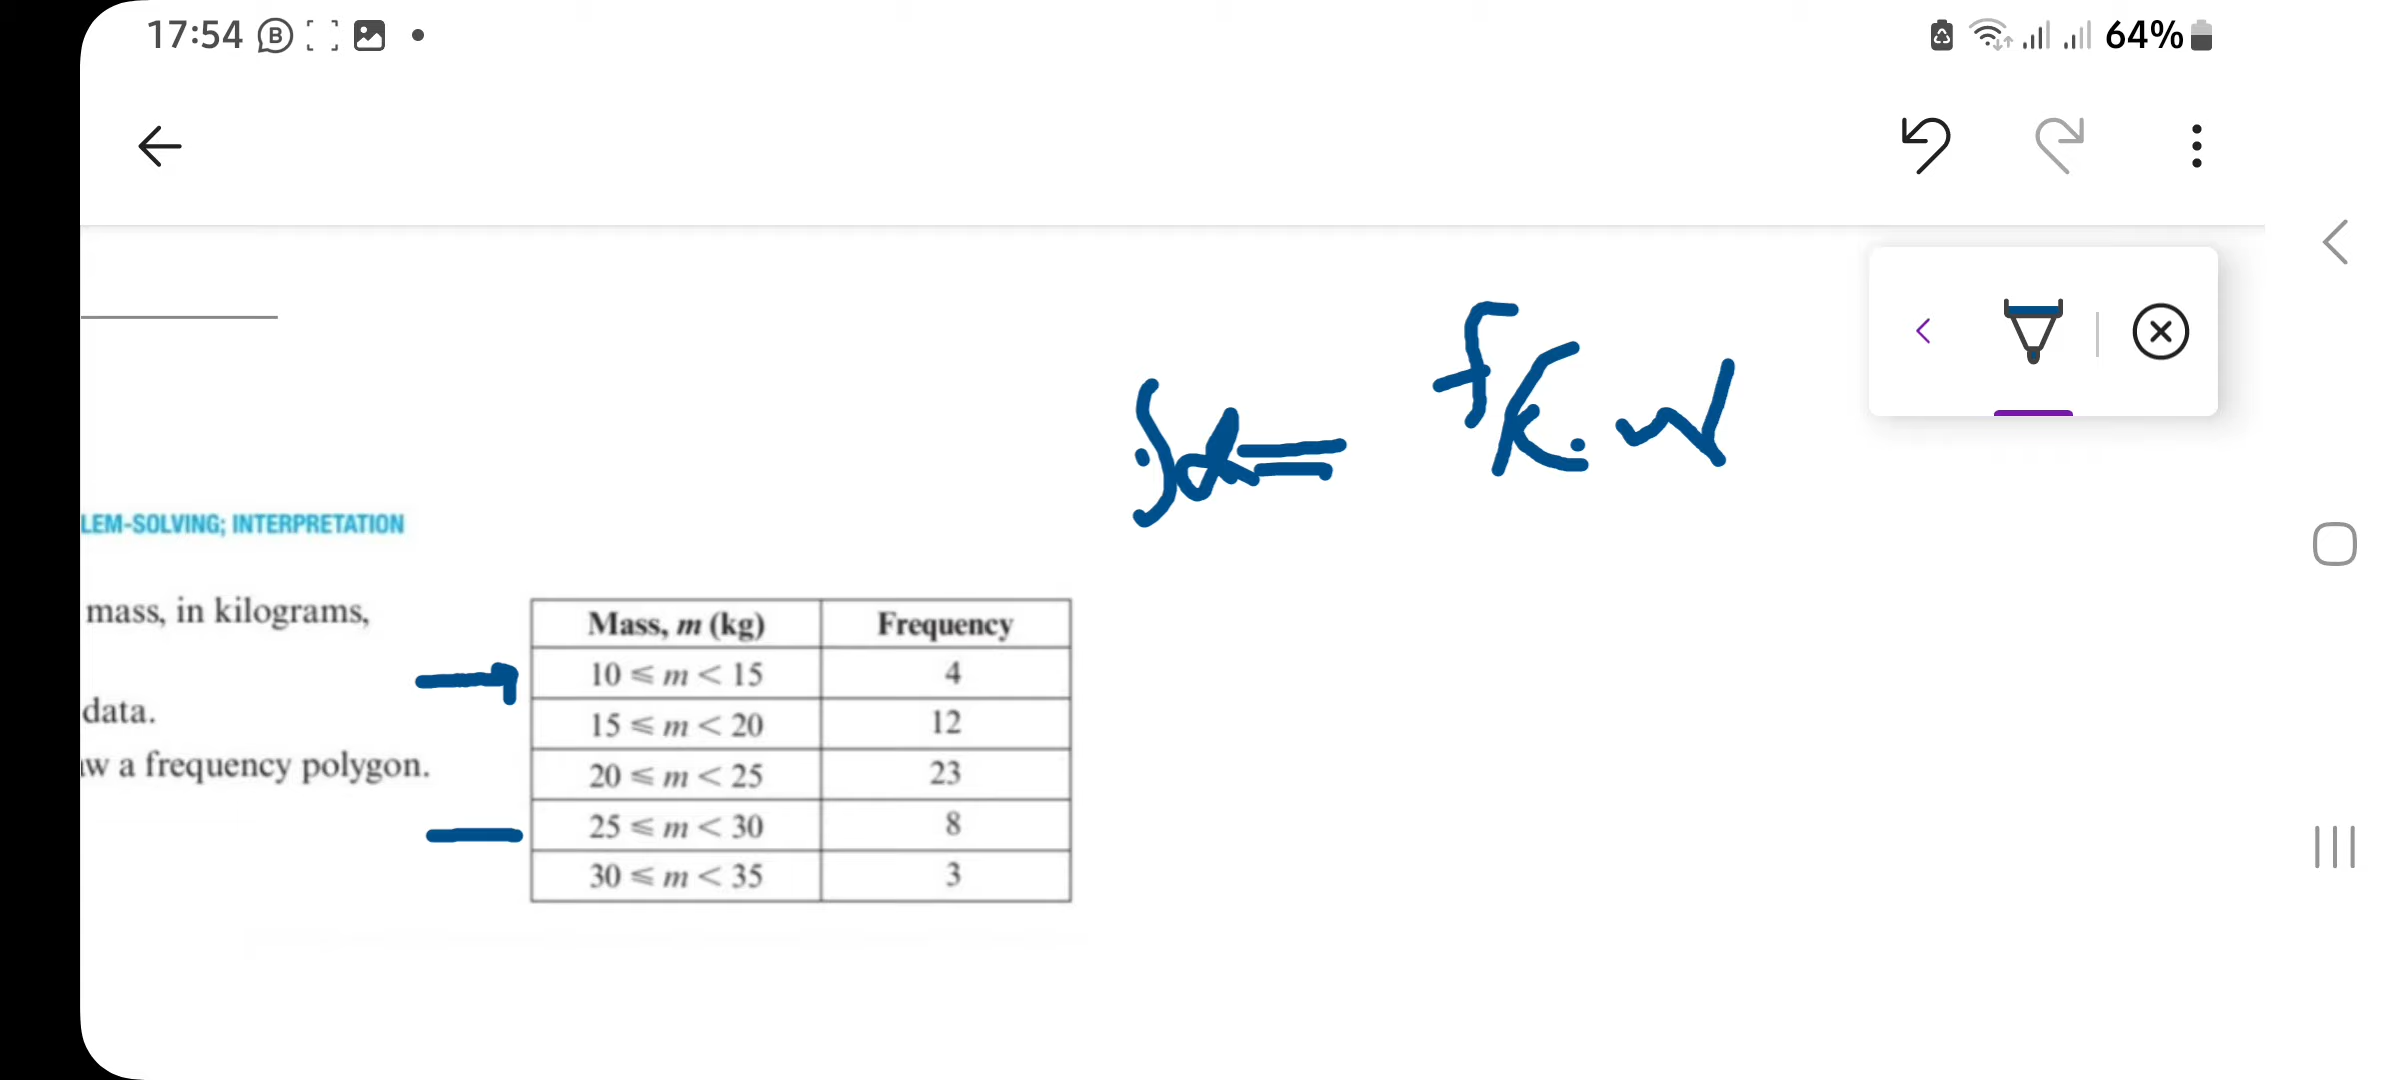 17:54 64%
LEM-SOLVING; INTERPRETATION
mass, in kilograms,
data.
w a frequency polygon.
Mass, m (kg) Frequency
10 ⩽ m < 15 4
15 ⩽ m < 20 12
20 ⩽ m < 25 23
25 ⩽ m < 30 8
30 ⩽ m < 35 3